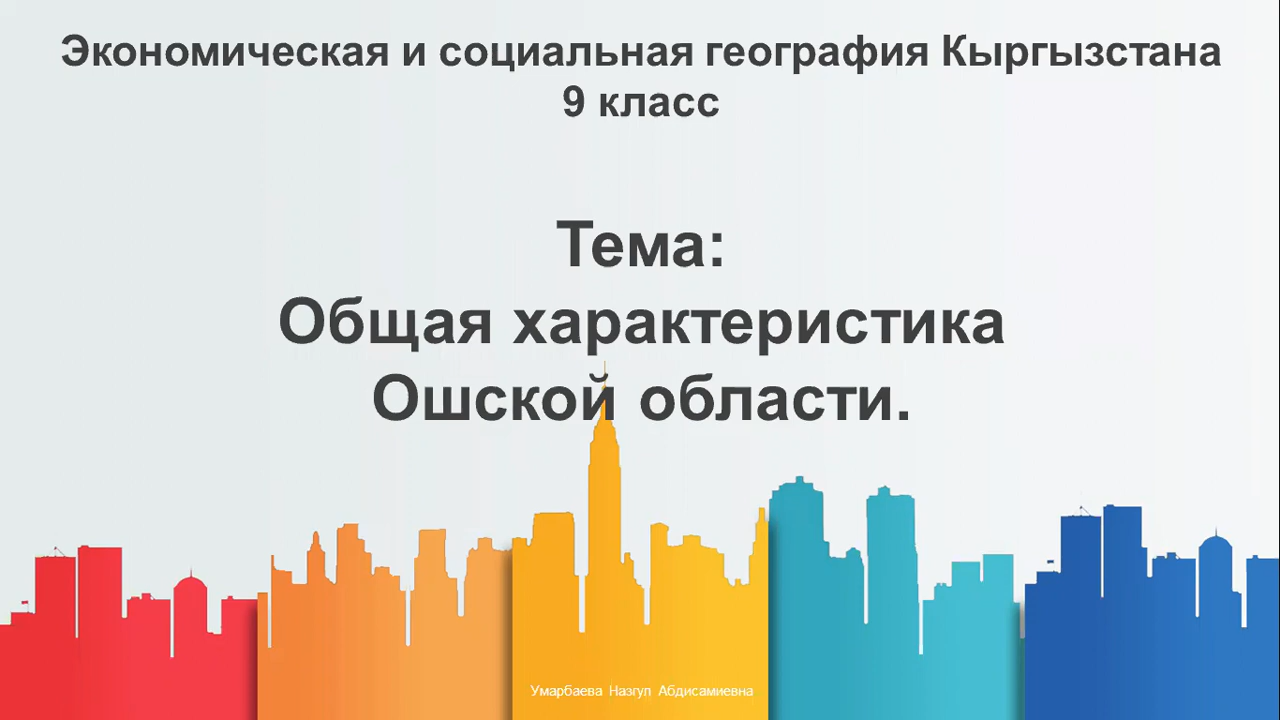 Экономическая и социальная география Кыргызстана
9 класс
Тема:
Общая характеристика
Ошской области.
Умарбаева Назгул Абдисамиевна